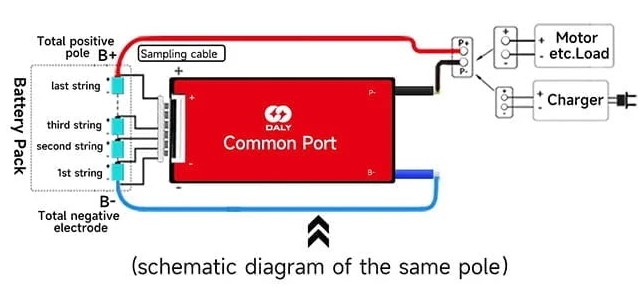 Total positive
pole B+
Sampling cable
P+
P-
+
-
Motor
etc.Load
+
-
Charger
+
-
Battery Pack
last string
third string
second string
1st string
+
-
+
-
DALY
Common Port
P-
B-
B-
Total negative
electrode
(schematic diagram of the same pole)